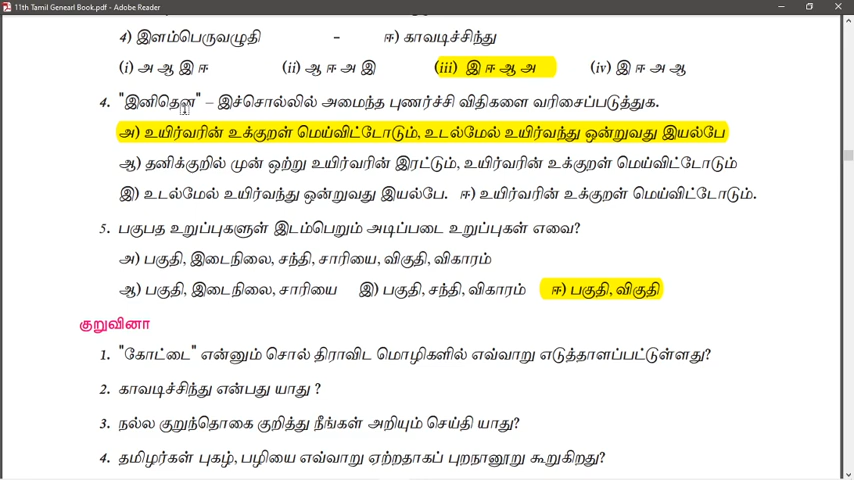 11th Tamil Genearl Book.pdf - Adobe Reader
4) இளம்பெருவழுதி - ஈ) காவடிச்சிந்து
(i) அ ஆ இ ஈ (ii) ஆ ஈ அ இ (iii) இ ஈ ஆ அ (iv) இ ஈ அ ஆ
4. "இனிதென" – இச்சொல்லில் அமைந்த புணர்ச்சி விதிகளை வரிசைப்படுத்துக.
அ) உயிர்வரின் உக்குறள் மெய்விட்டோடும், உடல்மேல் உயிர்வந்து ஒன்றுவது இயல்பே
ஆ) தனிக்குறில் முன் ஒற்று உயிர்வரின் இரட்டும், உயிர்வரின் உக்குறள் மெய்விட்டோடும்
இ) உடல்மேல் உயிர்வந்து ஒன்றுவது இயல்பே. ஈ) உயிர்வரின் உக்குறள் மெய்விட்டோடும்.
5. பகுபத உறுப்புகளுள் இடம்பெறும் அடிப்படை உறுப்புகள் எவை?
அ) பகுதி, இடைநிலை, சந்தி, சாரியை, விகுதி, விகாரம்
ஆ) பகுதி, இடைநிலை, சாரியை இ) பகுதி, சந்தி, விகாரம் ஈ) பகுதி, விகுதி
குறுவினா
1. "கோட்டை" என்னும் சொல் திராவிட மொழிகளில் எவ்வாறு எடுத்தாளப்பட்டுள்ளது?
2. காவடிச்சிந்து என்பது யாது ?
3. நல்ல குறுந்தொகை குறித்து நீங்கள் அறியும் செய்தி யாது?
4. தமிழர்கள் புகழ், பழியை எவ்வாறு ஏற்றதாகப் புறநானூறு கூறுகிறது?